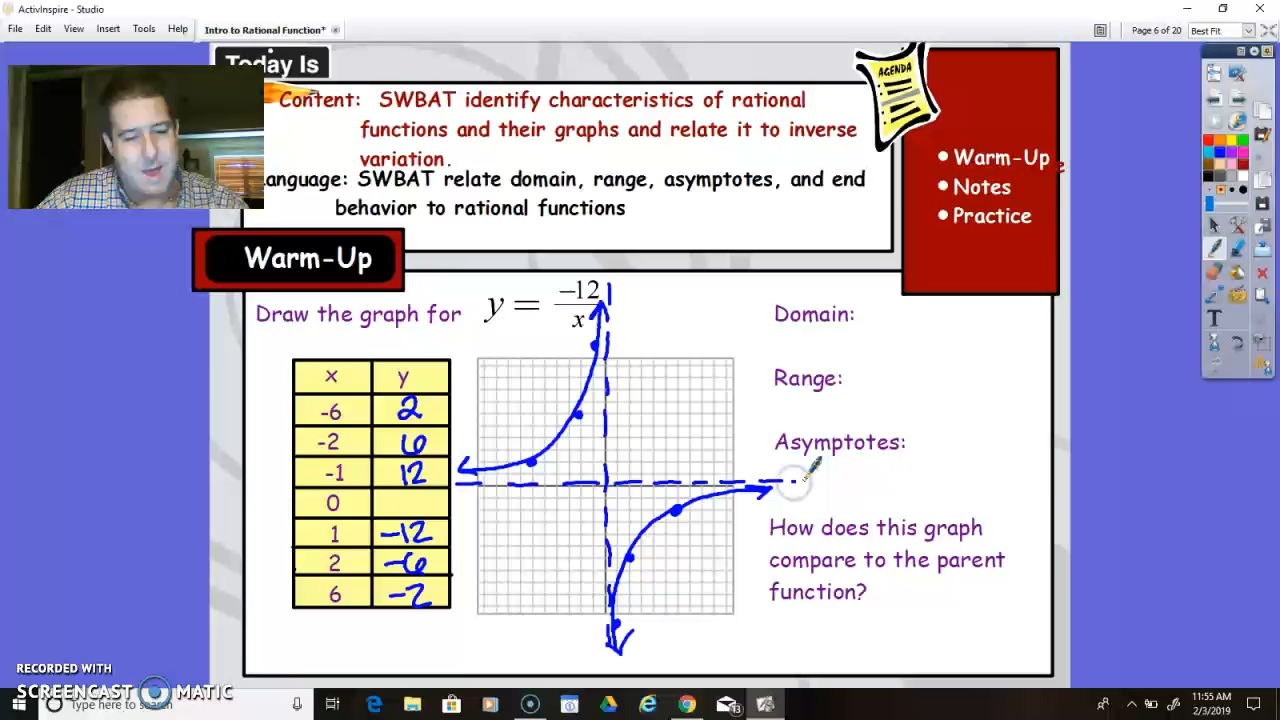 ActivInspire - Studio
File Edit View Insert Tools Help
Intro to Rational Function*
Page 6 of 20
Best Fit
Today Is
Content: SWBAT identify characteristics of rational
functions and their graphs and relate it to inverse
variation.
Language: SWBAT relate domain, range, asymptotes, and end
behavior to rational functions
AGENDA
• Warm-Up
• Notes
• Practice
Warm-Up
Draw the graph for y = -12/x
x y
-6 2
-2 6
-1 12
0
1 -12
2 -6
6 -2
Domain:
Range:
Asymptotes:
How does this graph
compare to the parent
function?
RECORDED WITH
SCREENCAST MATIC
Type here to search
13
11:55 AM
2/3/2019